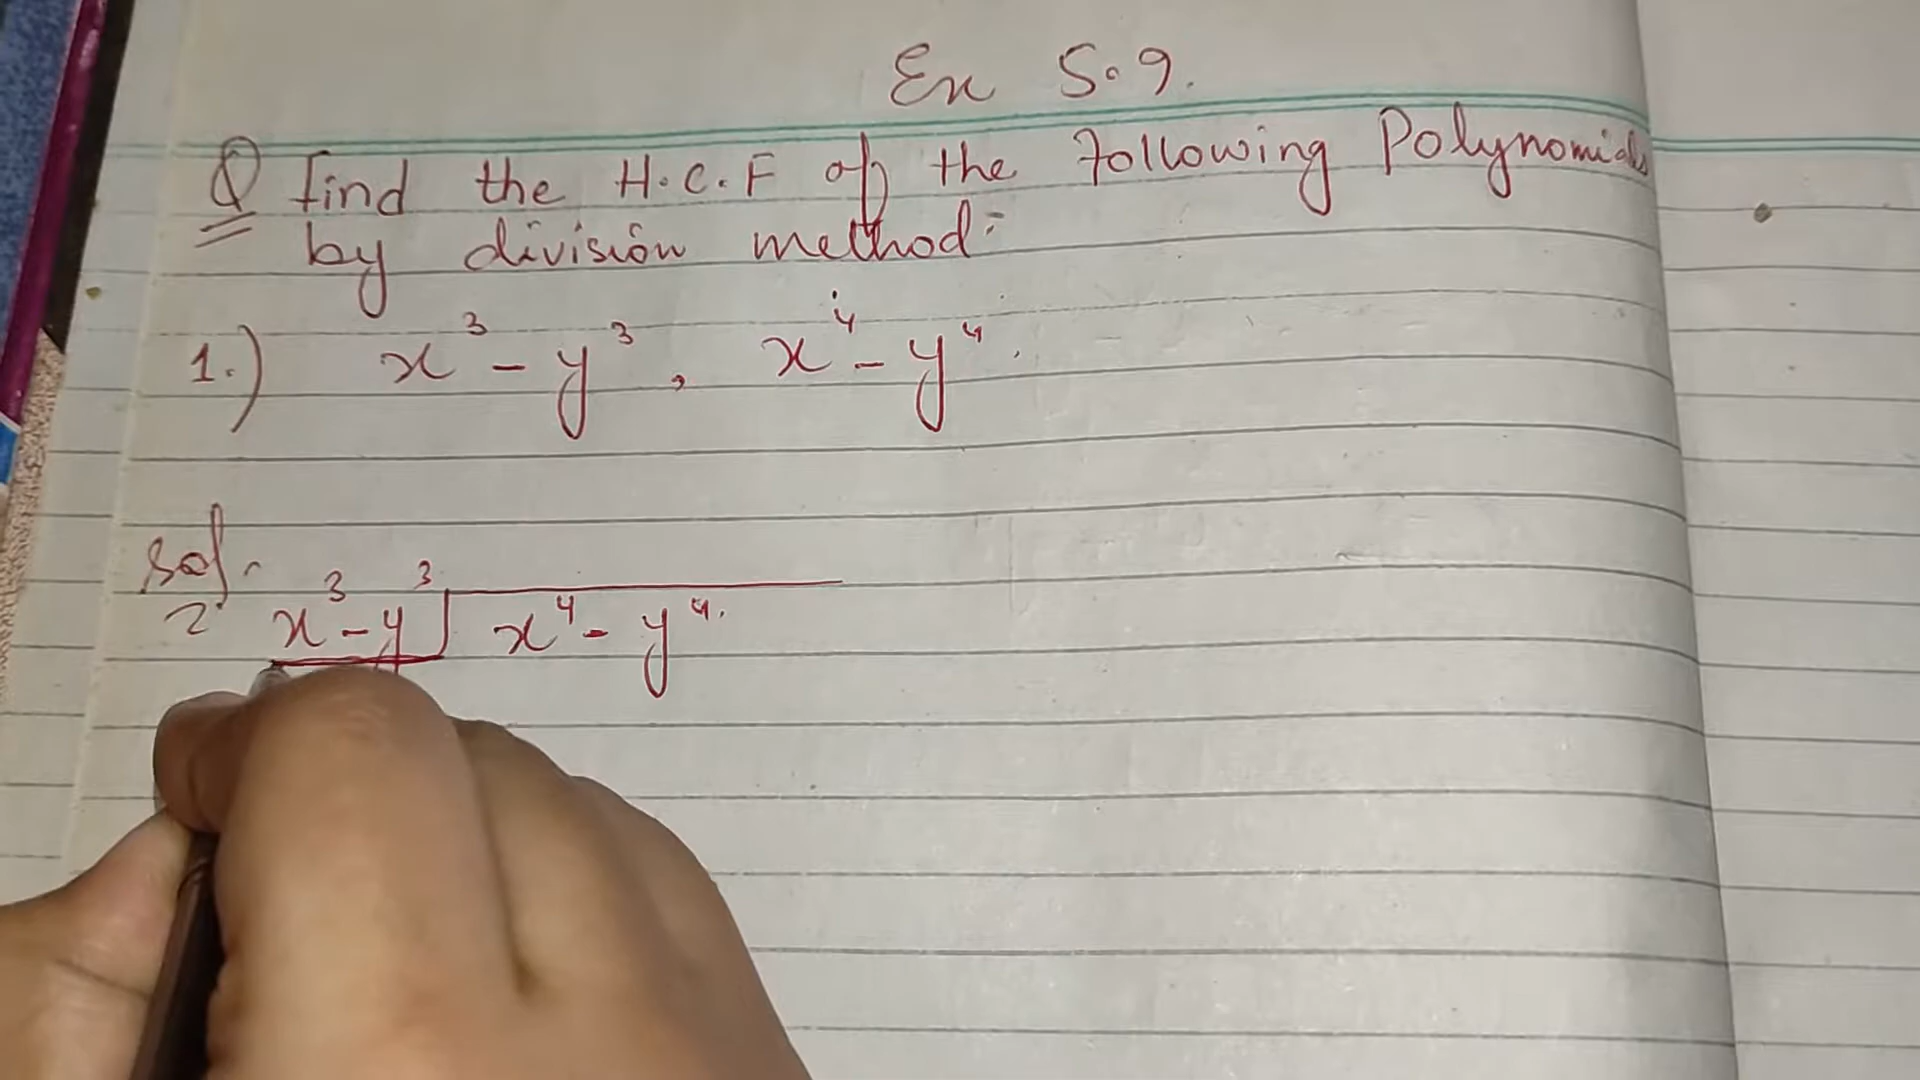 Ex 5.9.
Q find the H.C.F of the following Polynomials
by division method:
1.) x³ - y³, x⁴ - y⁴.
Sol.
x³ - y³ | x⁴ - y⁴.